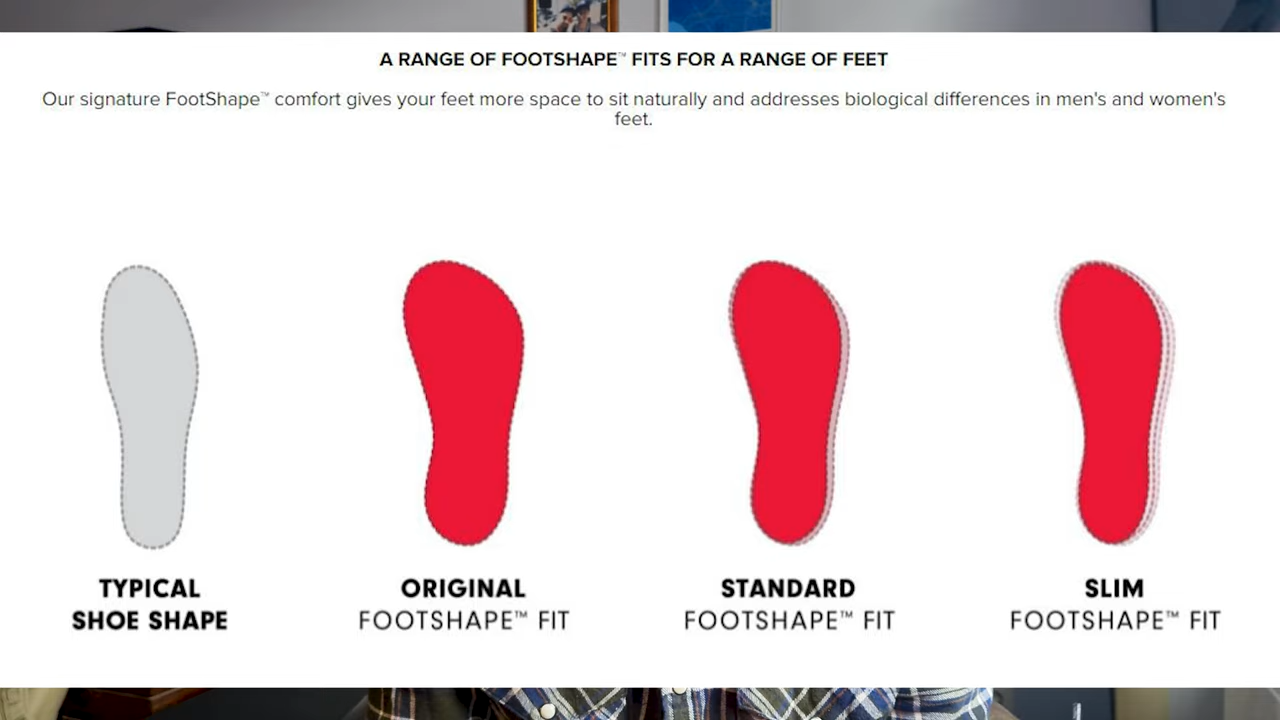 A RANGE OF FOOTSHAPE™ FITS FOR A RANGE OF FEET
Our signature FootShape™ comfort gives your feet more space to sit naturally and addresses biological differences in men's and women's
feet.
TYPICAL
SHOE SHAPE
ORIGINAL
FOOTSHAPE™ FIT
STANDARD
FOOTSHAPE™ FIT
SLIM
FOOTSHAPE™ FIT